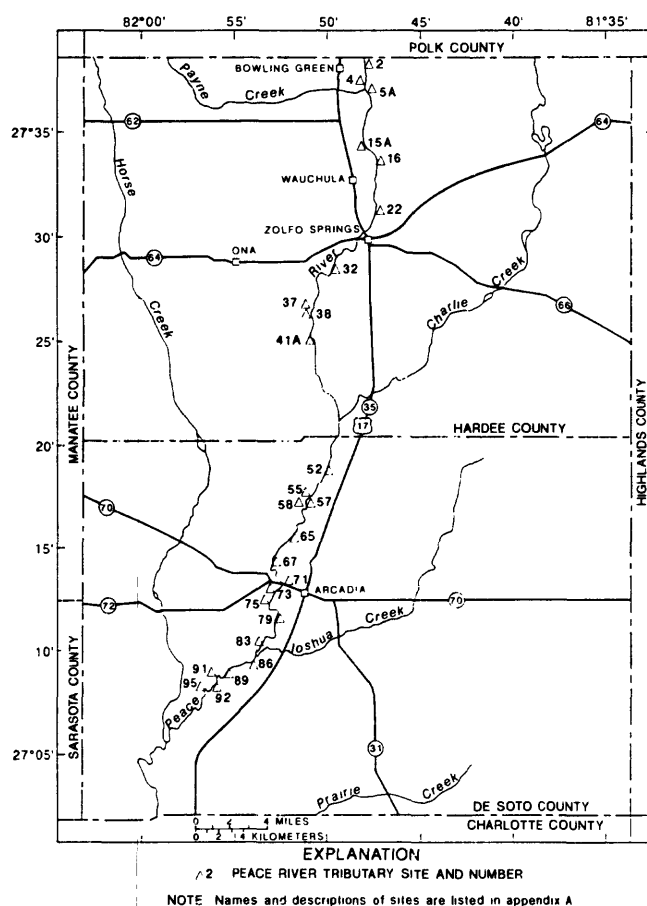 82°00' 55' 50' 40' 81°35'
POLK COUNTY
BOWLING GREEN
2
4
5A
Payne
Creek
27°35'
62
64
15A
16
Horse
WAUCHULA
22
ZOLFO SPRINGS
30'
ONA
64
River
32
Creek
Charlie
66
37
38
Creek
41A
25'
MANATEE COUNTY
35
17
HARDEE COUNTY
HIGHLANDS COUNTY
20'
52
55
58
57
70
65
15'
67
71
73
ARCADIA
75
72
70
79
Creek
83
Joshua
10'
86
91
89
95
92
SARASOTA COUNTY
Peace
27°05'
31
Prairie
Creek
DE SOTO COUNTY
CHARLOTTE COUNTY
0 2 4 MILES
0 2 4 KILOMETERS
EXPLANATION
△2 PEACE RIVER TRIBUTARY SITE AND NUMBER
NOTE Names and descriptions of sites are listed in appendix A